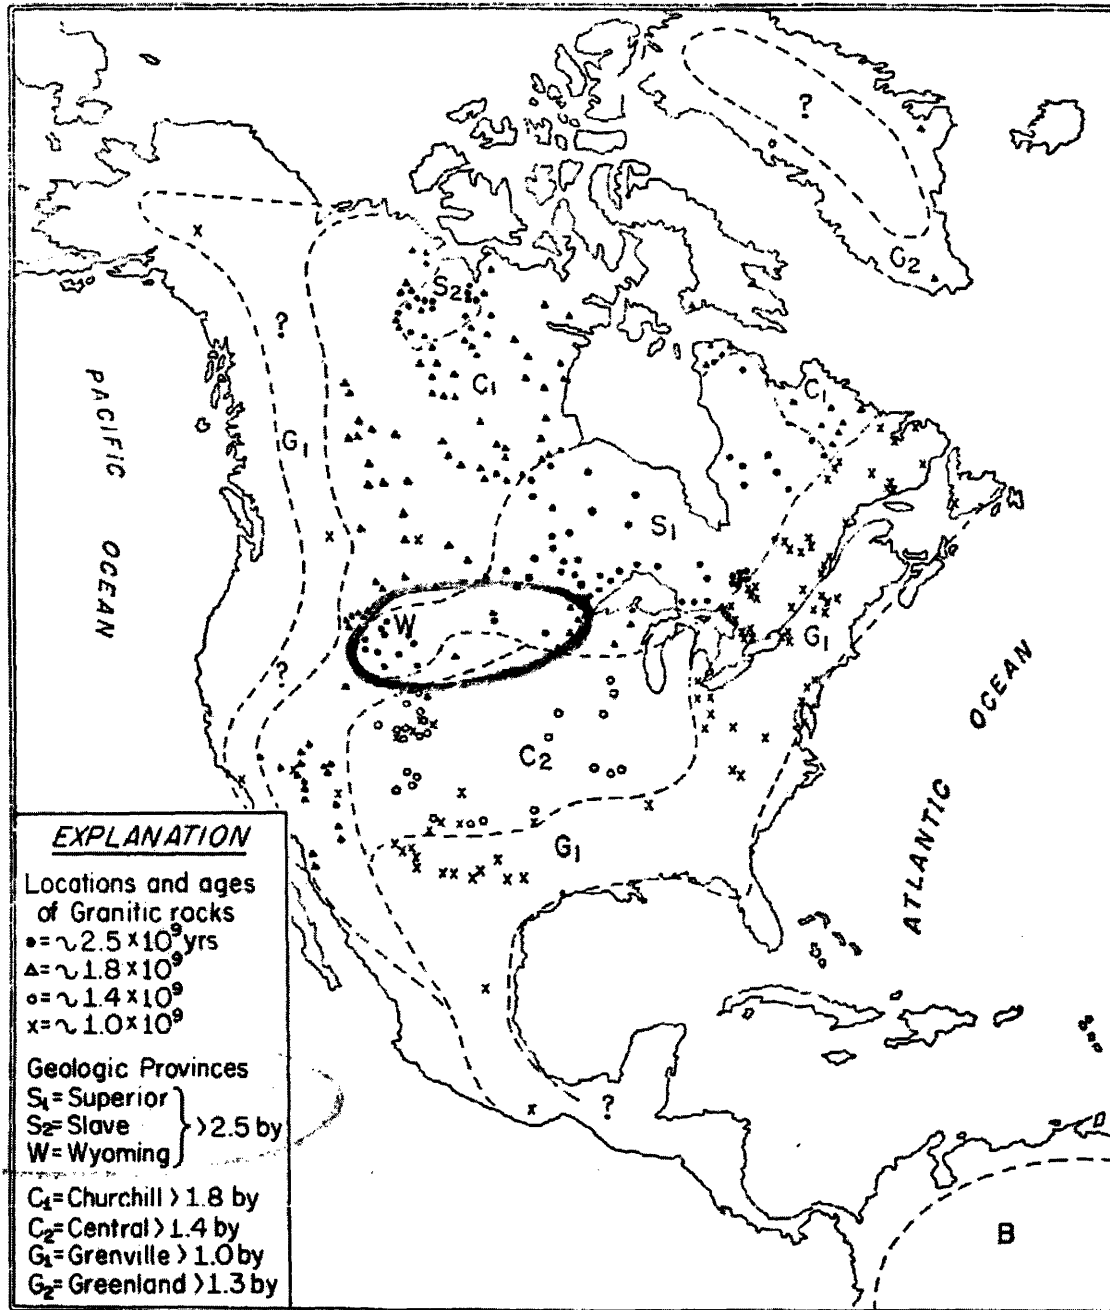 ?
G₂
S₂
?
C₁
C₁
PACIFIC OCEAN
G₁
S₁
W
G₁
?
C₂
ATLANTIC OCEAN
G₁
?
B
EXPLANATION
Locations and ages
of Granitic rocks
•=~2.5×10⁹yrs
▲=~1.8×10⁹
o=~1.4×10⁹
x=~1.0×10⁹
Geologic Provinces
S₁=Superior
S₂=Slave }>2.5 by
W=Wyoming
C₁=Churchill>1.8 by
C₂=Central>1.4 by
G₁=Grenville>1.0 by
G₂=Greenland>1.3 by